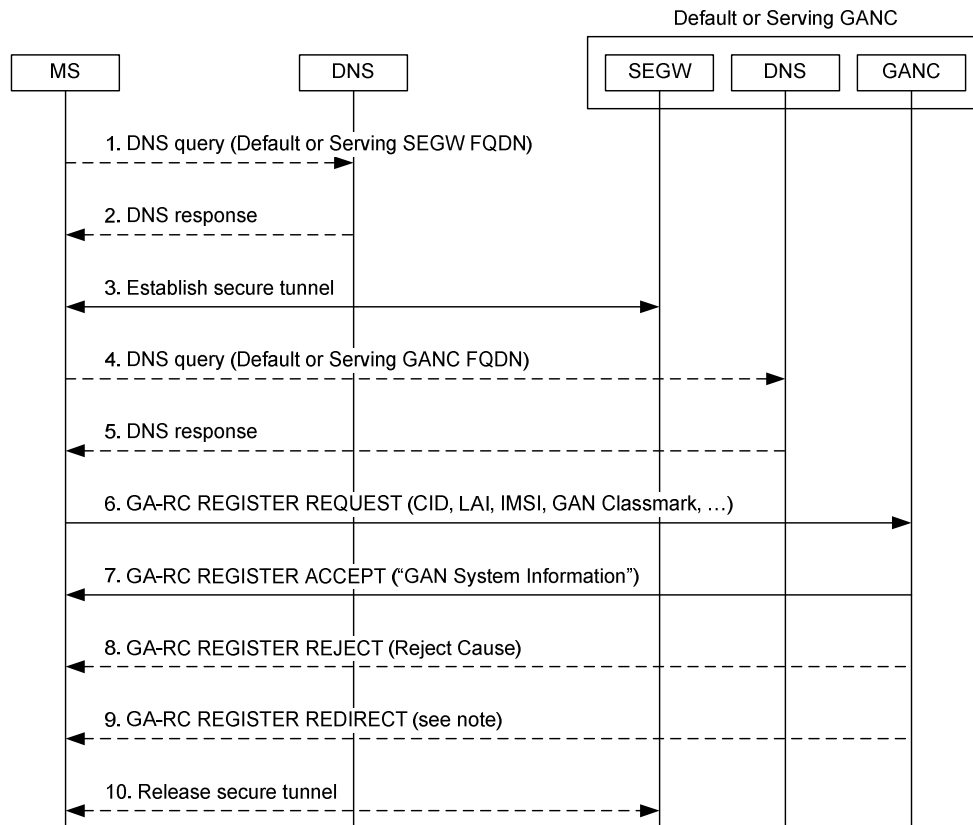 Default or Serving GANC
MS
DNS
SEGW
DNS
GANC
1. DNS query (Default or Serving SEGW FQDN)
2. DNS response
3. Establish secure tunnel
4. DNS query (Default or Serving GANC FQDN)
5. DNS response
6. GA-RC REGISTER REQUEST (CID, LAI, IMSI, GAN Classmark, …)
7. GA-RC REGISTER ACCEPT (“GAN System Information”)
8. GA-RC REGISTER REJECT (Reject Cause)
9. GA-RC REGISTER REDIRECT (see note)
10. Release secure tunnel